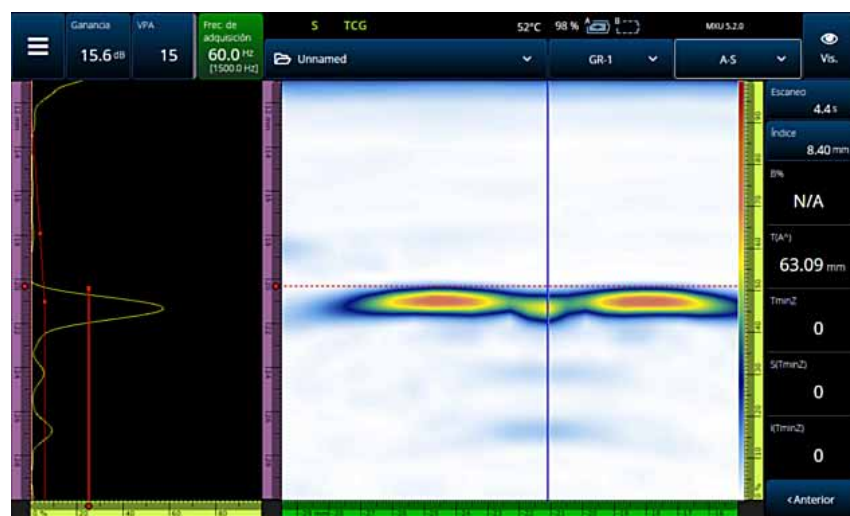 Ganancia
15.6 dB
VPA
15
Frec. de
adquisición
60.0 Hz
[1500.0 Hz]
S TCG
52°C 98 % A B
MXU 5.2.0
Unnamed
GR-1
A-S
Vis.
Escaneo
4.4 s
Índice
8.40 mm
B%
N/A
T(A^)
63.09 mm
TminZ
0
S(TminZ)
0
I(TminZ)
0
<Anterior